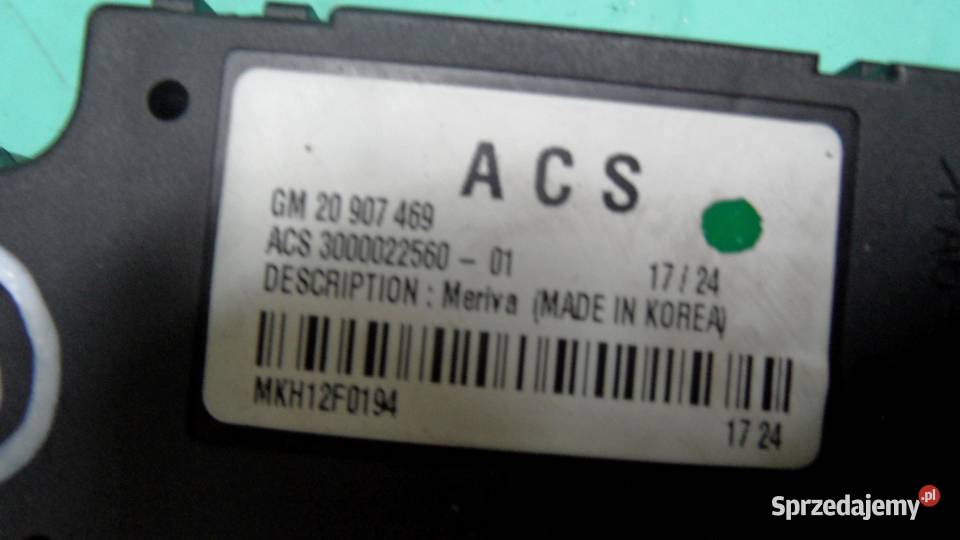 ACS
GM 20 907 469
ACS 3000022560 - 01 17 / 24
DESCRIPTION : Meriva (MADE IN KOREA)
MKH12F0194
17 24
Sprzedajemy .pl